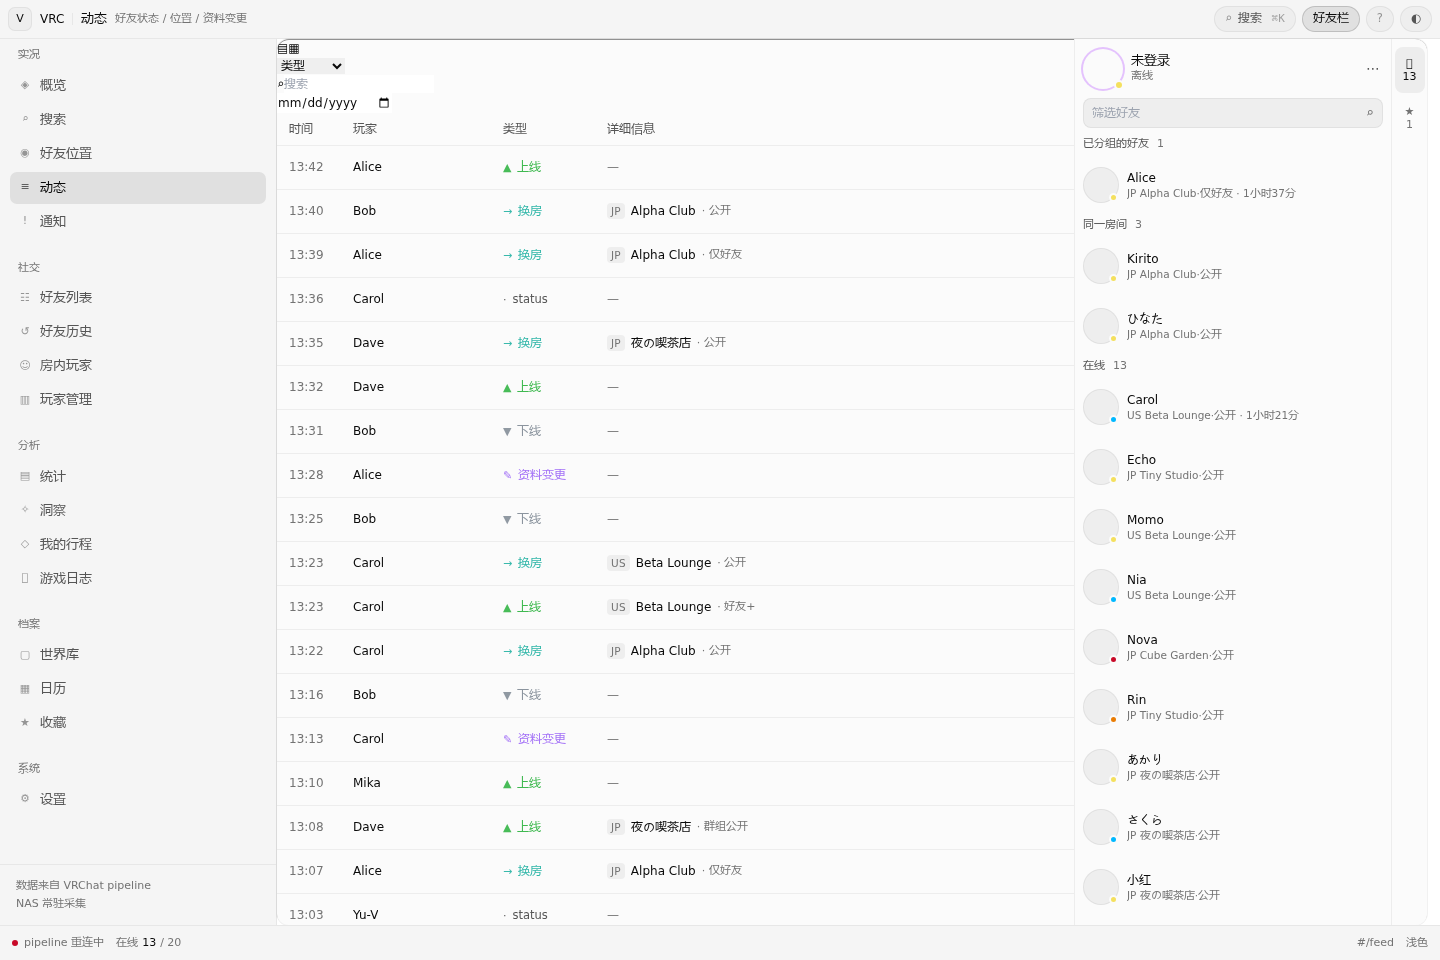 V VRC 动态 好友状态 / 位置 / 资料变更
搜索 ⌘K 好友栏 ?
实况
概览
搜索
好友位置
动态
通知
社交
好友列表
好友历史
房内玩家
玩家管理
分析
统计
洞察
我的行程
游戏日志
档案
世界库
日历
收藏
系统
设置
数据来自 VRChat pipeline
NAS 常驻采集
类型
搜索
mm/dd/yyyy
时间 玩家 类型 详细信息
13:42 Alice ▲ 上线 —
13:40 Bob → 换房 JP Alpha Club · 公开
13:39 Alice → 换房 JP Alpha Club · 仅好友
13:36 Carol · status —
13:35 Dave → 换房 JP 夜の喫茶店 · 公开
13:32 Dave ▲ 上线 —
13:31 Bob ▼ 下线 —
13:28 Alice ✎ 资料变更 —
13:25 Bob ▼ 下线 —
13:23 Carol → 换房 US Beta Lounge · 公开
13:23 Carol ▲ 上线 US Beta Lounge · 好友+
13:22 Carol → 换房 JP Alpha Club · 公开
13:16 Bob ▼ 下线 —
13:13 Carol ✎ 资料变更 —
13:10 Mika ▲ 上线 —
13:08 Dave ▲ 上线 JP 夜の喫茶店 · 群组公开
13:07 Alice → 换房 JP Alpha Club · 仅好友
13:03 Yu-V · status —
未登录
离线
...
筛选好友
已分组的好友 1
Alice
JP Alpha Club·仅好友 · 1小时37分
同一房间 3
Kirito
JP Alpha Club·公开
ひなた
JP Alpha Club·公开
在线 13
Carol
US Beta Lounge·公开 · 1小时21分
Echo
JP Tiny Studio·公开
Momo
US Beta Lounge·公开
Nia
US Beta Lounge·公开
Nova
JP Cube Garden·公开
Rin
JP Tiny Studio·公开
あかり
JP 夜の喫茶店·公开
さくら
JP 夜の喫茶店·公开
小红
JP 夜の喫茶店·公开
13
★
1
pipeline 重连中 在线 13 / 20
#/feed 浅色